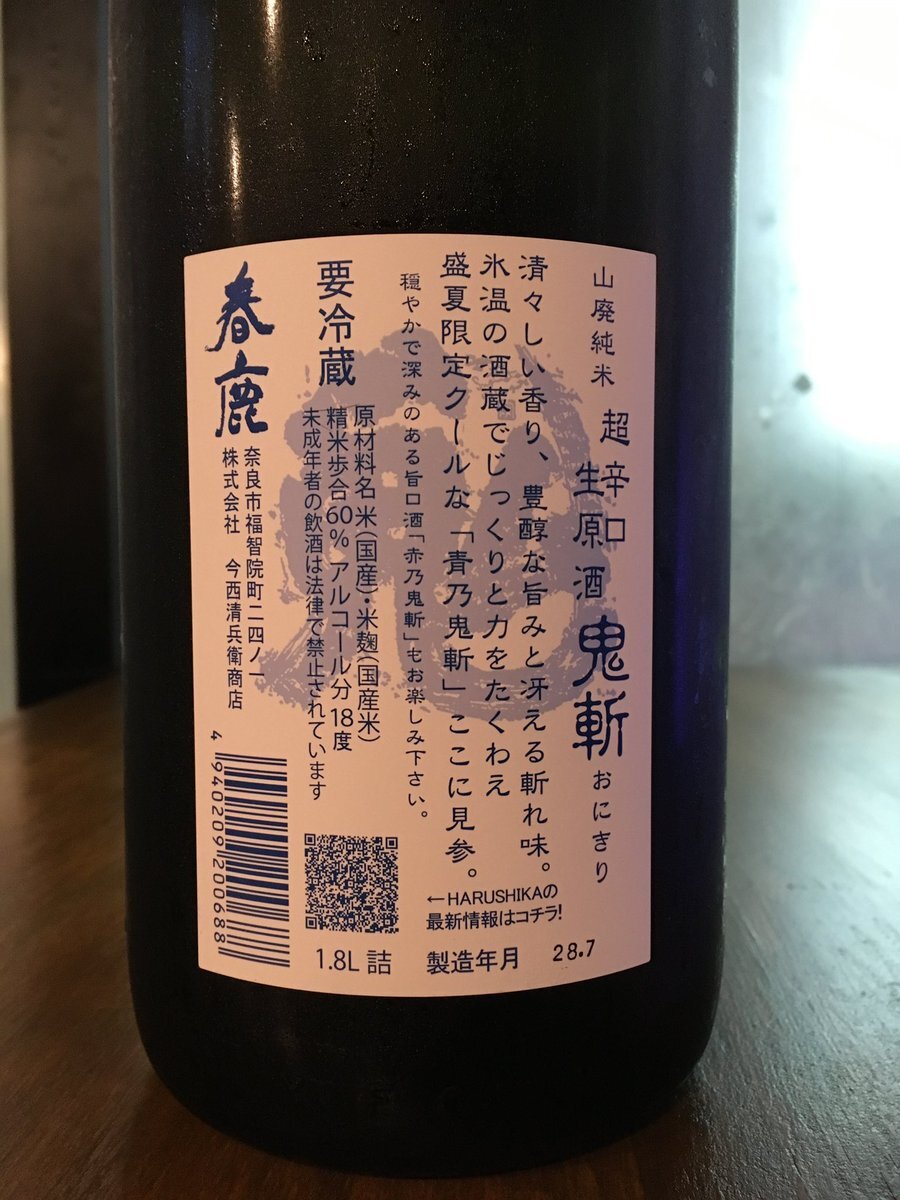 山廃純米
超辛口
生原酒
鬼斬
おにぎり
清々しい香り、豊醇な旨みと冴える斬れ味。
氷温の酒蔵でじっくりと力をたくわえ
盛夏限定クールな「青乃鬼斬」ここに見参。
穏やかで深みのある旨口酒「赤乃鬼斬」もお楽しみ下さい。
要冷蔵
原材料名 米(国産)・米麹(国産米)
精米歩合60% アルコール分18度
未成年者の飲酒は法律で禁止されています
春鹿
奈良市福智院町二四ノ一
株式会社 今西清兵衛商店
4940209200688
←HARUSHIKAの
最新情報はコチラ!
1.8L 詰
製造年月 28.7